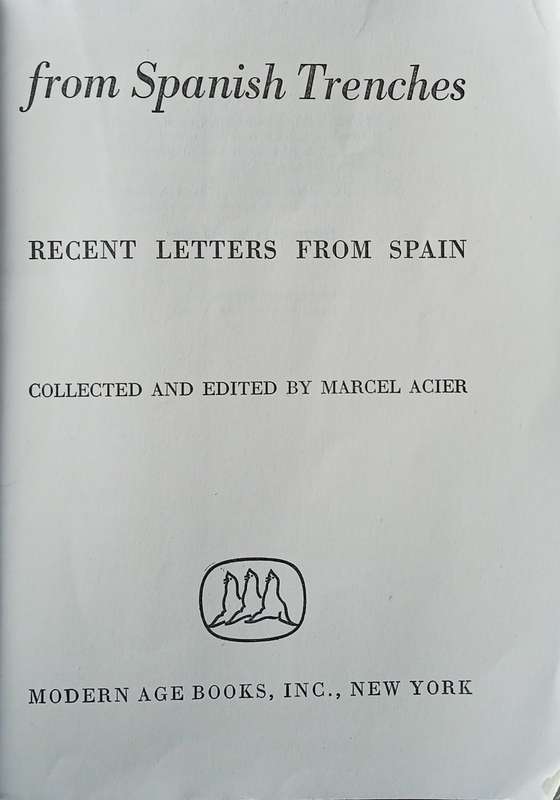 from Spanish Trenches
RECENT LETTERS FROM SPAIN
COLLECTED AND EDITED BY MARCEL ACIER
MODERN AGE BOOKS, INC., NEW YORK